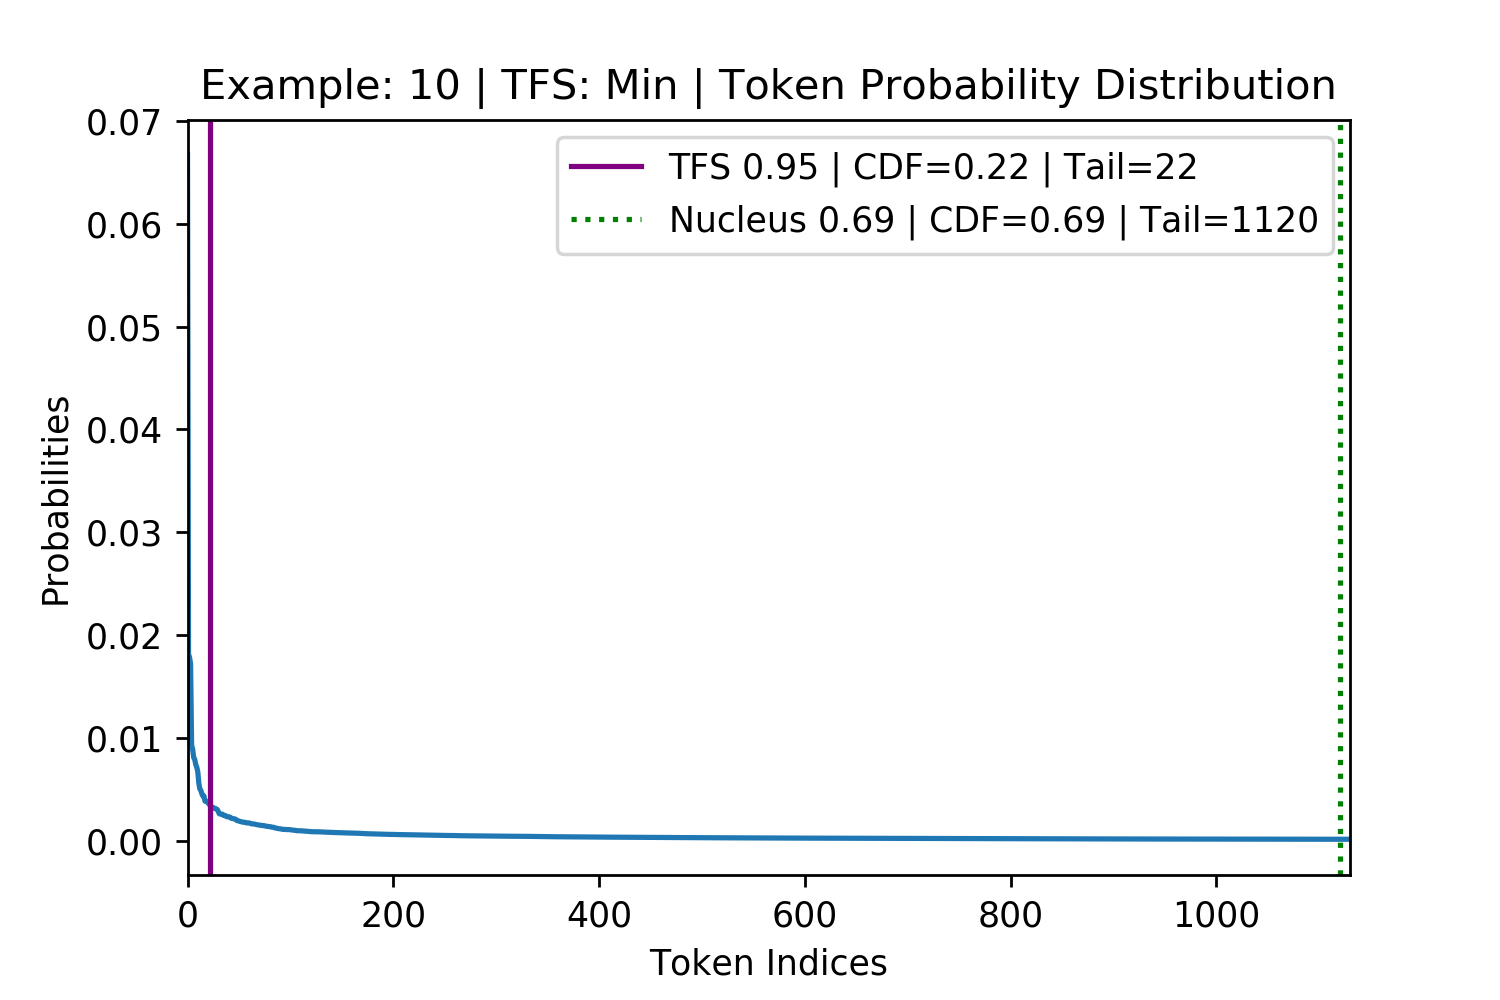 Example: 10 | TFS: Min | Token Probability Distribution
TFS 0.95 | CDF=0.22 | Tail=22
Nucleus 0.69 | CDF=0.69 | Tail=1120
0.07
0.06
0.05
0.04
0.03
0.02
0.01
0.00
Probabilities
0 200 400 600 800 1000
Token Indices